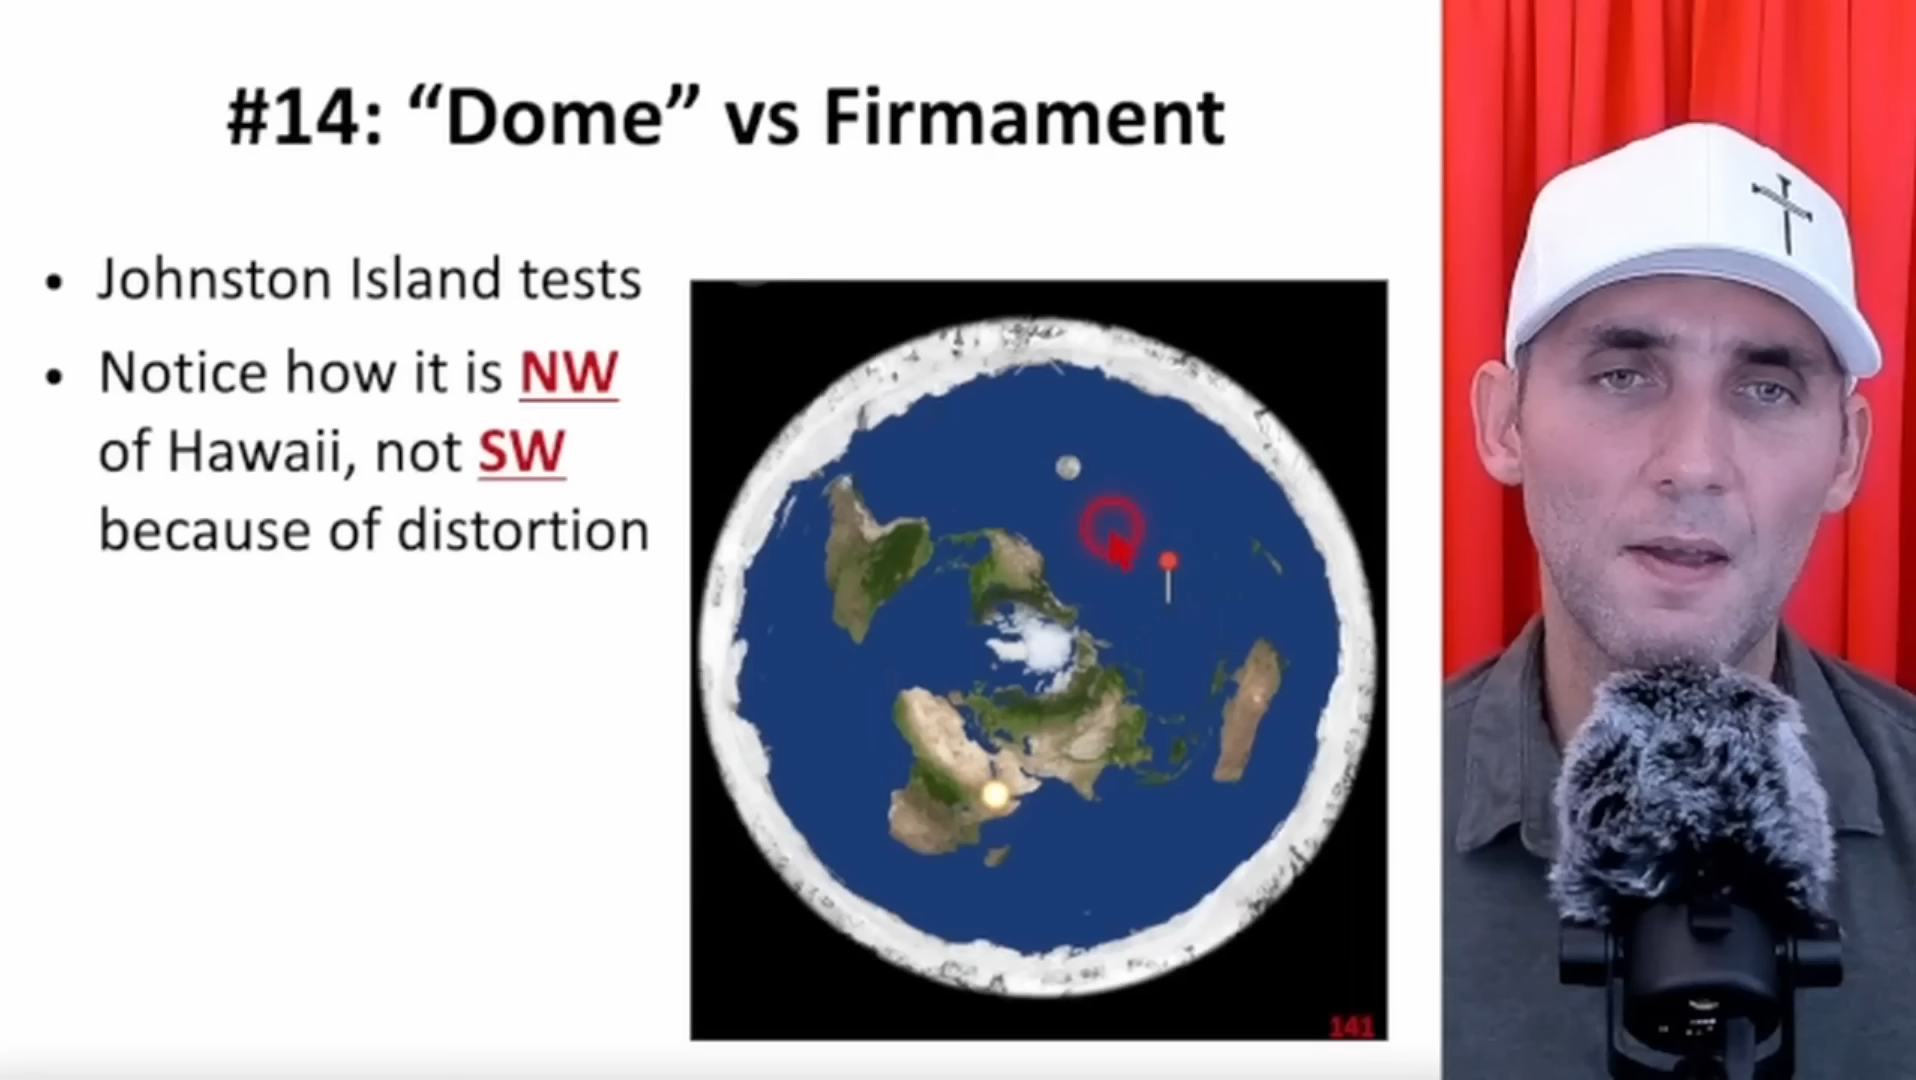 #14: “Dome” vs Firmament
• Johnston Island tests
• Notice how it is NW
of Hawaii, not SW
because of distortion
141